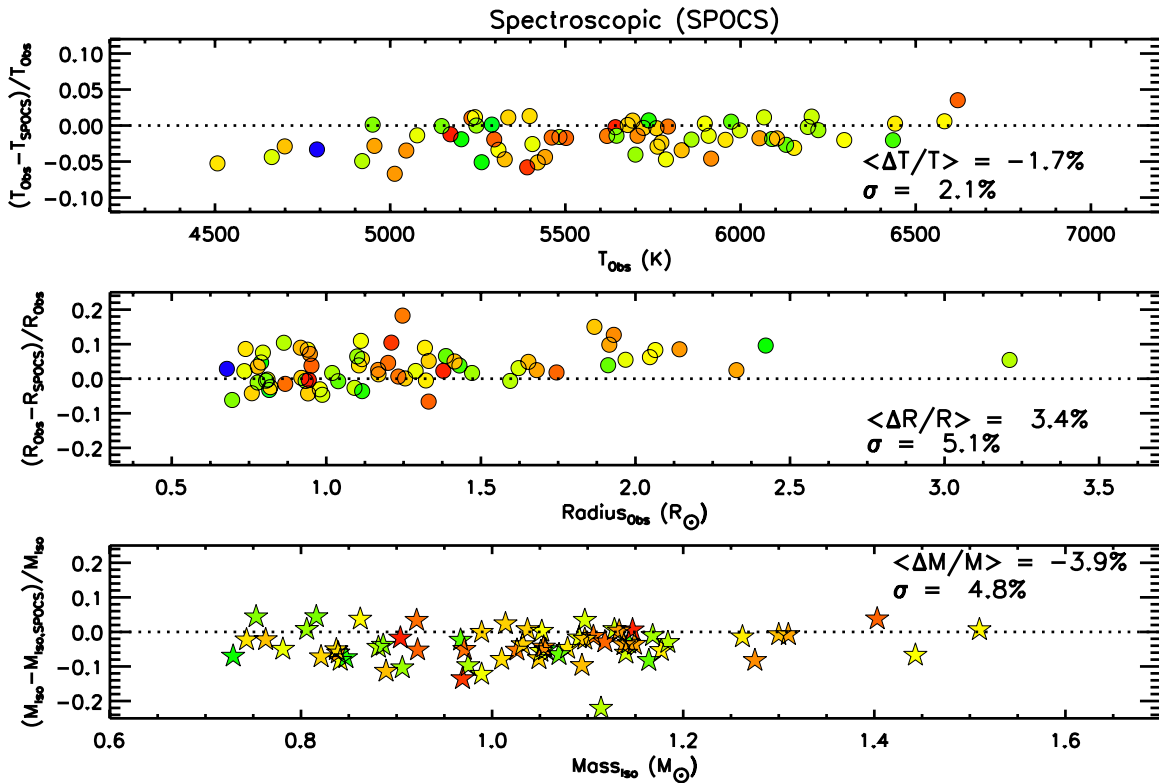 Spectroscopic (SPOCS)
(T_Obs−T_SPOCS)/T_Obs
0.10
0.05
0.00
−0.05
−0.10
<ΔT/T> = −1.7%
σ = 2.1%
4500 5000 5500 6000 6500 7000
T_Obs (K)
(R_Obs−R_SPOCS)/R_Obs
0.2
0.1
0.0
−0.1
−0.2
<ΔR/R> = 3.4%
σ = 5.1%
0.5 1.0 1.5 2.0 2.5 3.0 3.5
Radius_Obs (R_⊙)
(M_Iso−M_Iso,SPOCS)/M_Iso
0.2
0.1
0.0
−0.1
−0.2
<ΔM/M> = −3.9%
σ = 4.8%
0.6 0.8 1.0 1.2 1.4 1.6
Mass_Iso (M_⊙)